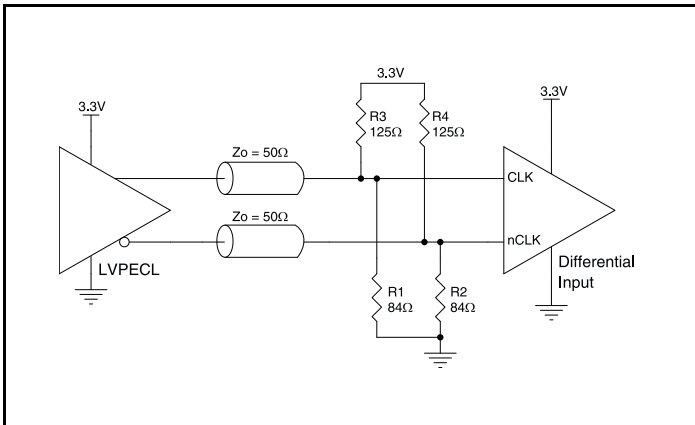 3.3V
3.3V
3.3V
R3
125Ω
R4
125Ω
Zo = 50Ω
CLK
Zo = 50Ω
nCLK
LVPECL
Differential
Input
R1
84Ω
R2
84Ω